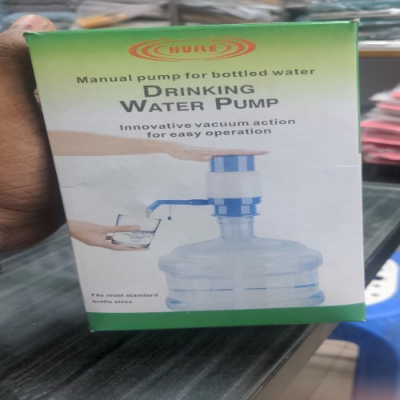 HUILE
Manual pump for bottled water
DRINKING
WATER PUMP
Innovative vacuum action
for easy operation
Fits most standard
bottle sizes